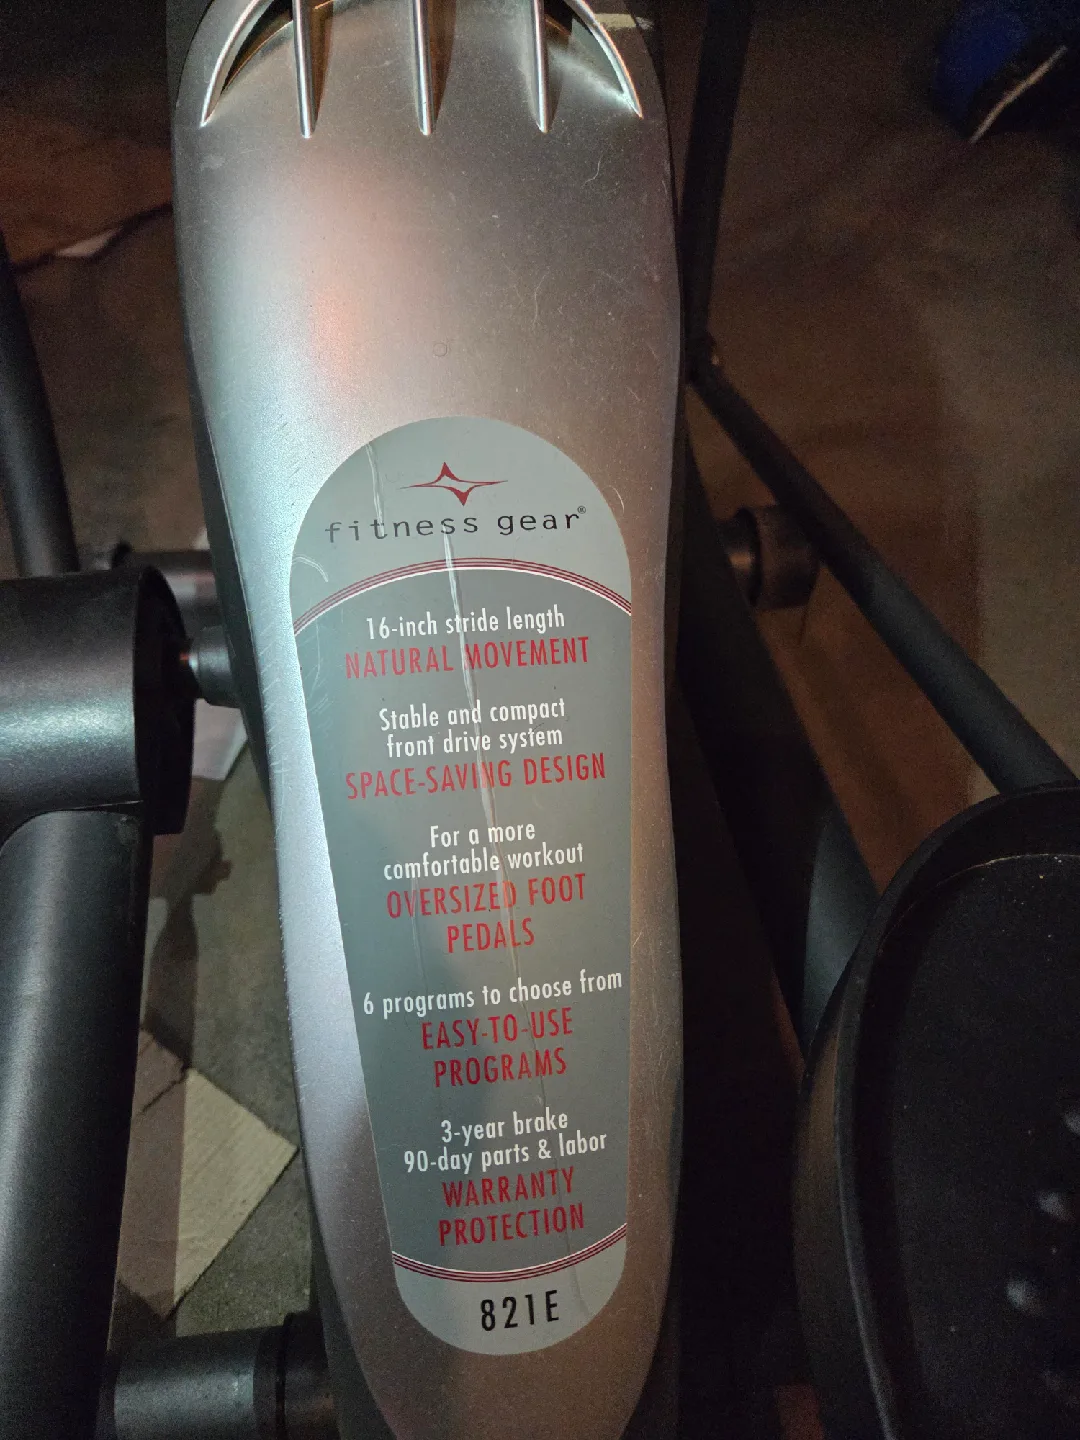 fitness gear®
16-inch stride length
NATURAL MOVEMENT
Stable and compact
front drive system
SPACE-SAVING DESIGN
For a more
comfortable workout
OVERSIZED FOOT
PEDALS
6 programs to choose from
EASY-TO-USE
PROGRAMS
3-year brake
90-day parts & labor
WARRANTY
PROTECTION
821E